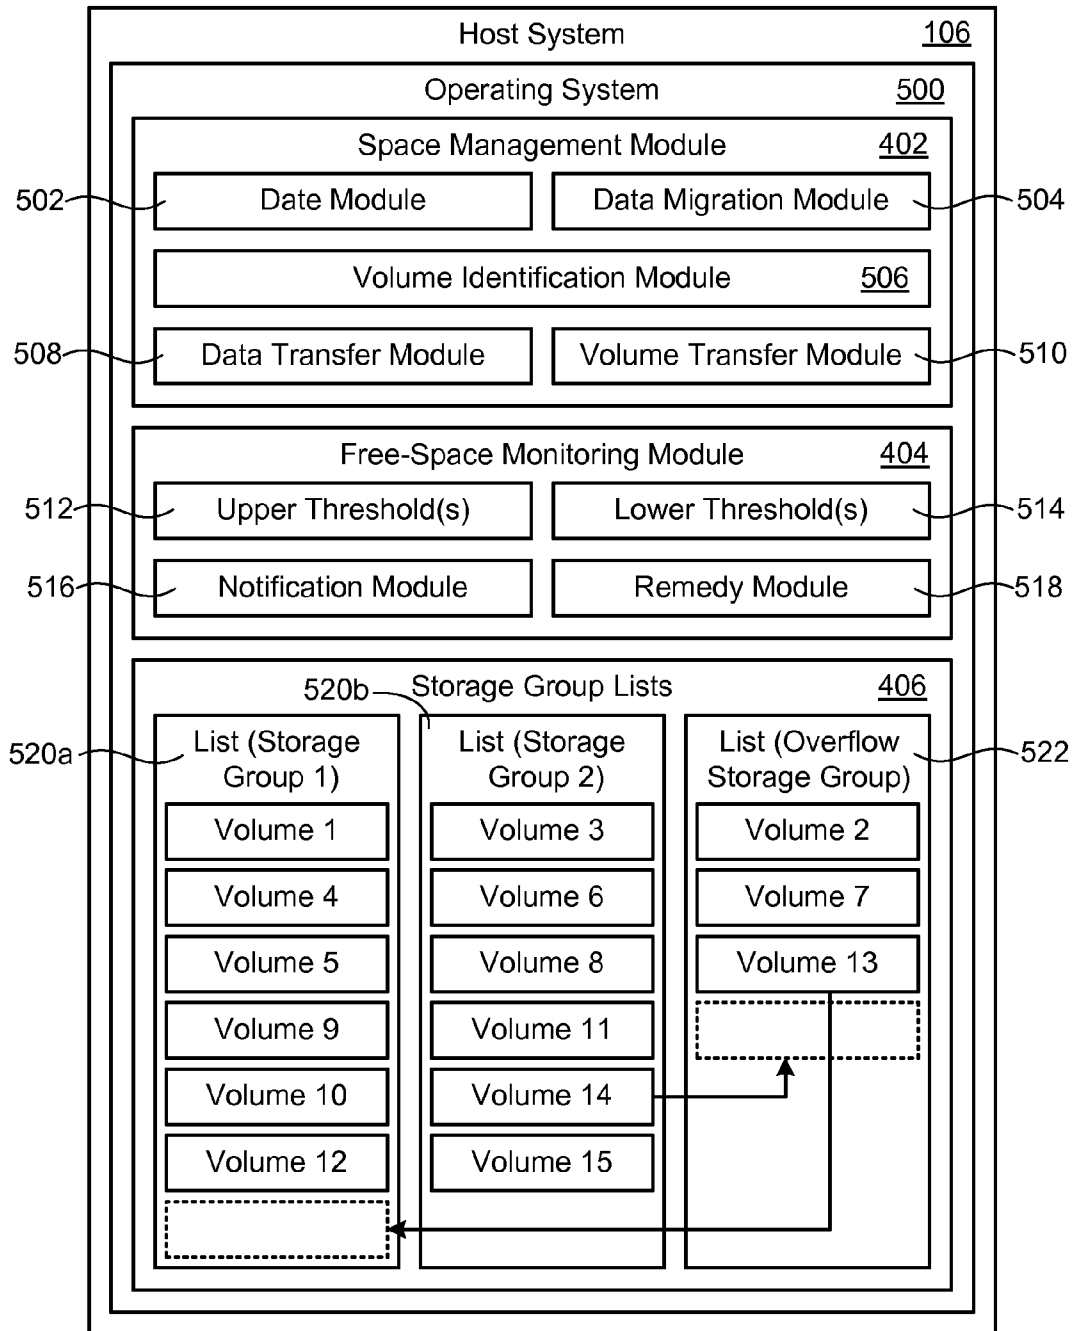 Host System 106
Operating System 500
Space Management Module 402
502 Date Module Data Migration Module 504
Volume Identification Module 506
508 Data Transfer Module Volume Transfer Module 510
Free-Space Monitoring Module 404
512 Upper Threshold(s) Lower Threshold(s) 514
516 Notification Module Remedy Module 518
520b Storage Group Lists 406
520a
List (Storage
Group 1)
Volume 1
Volume 4
Volume 5
Volume 9
Volume 10
Volume 12
List (Storage
Group 2)
Volume 3
Volume 6
Volume 8
Volume 11
Volume 14
Volume 15
List (Overflow
Storage Group)
522
Volume 2
Volume 7
Volume 13